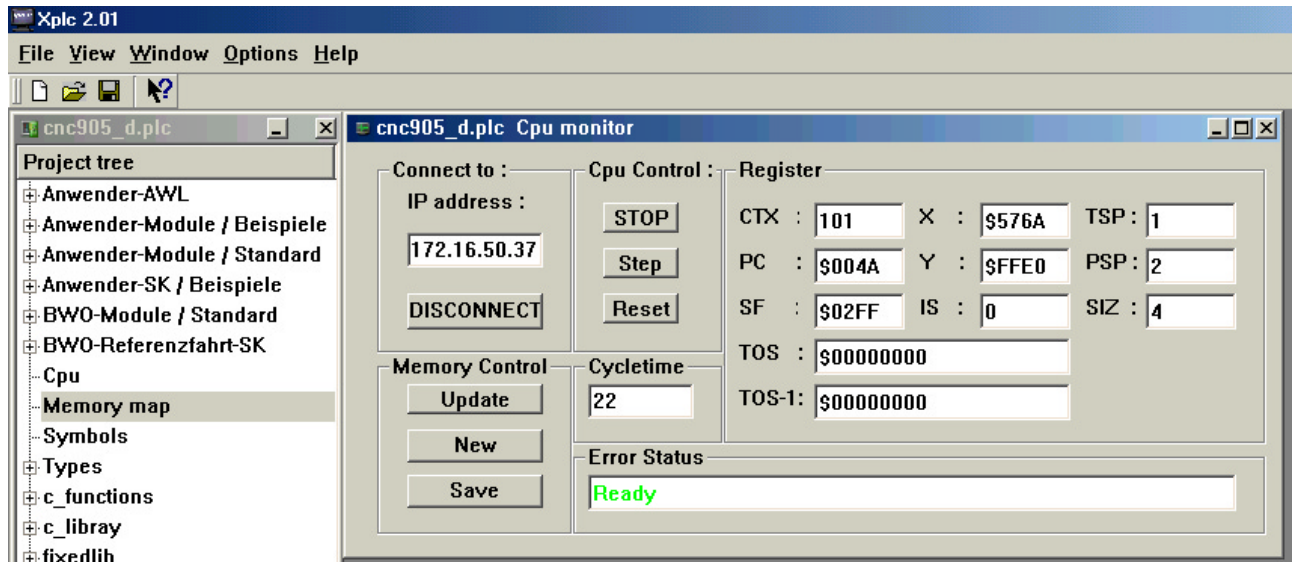 Xplc 2.01
File View Window Options Help
cnc905_d.plc
Project tree
Anwender-AWL
Anwender-Module / Beispiele
Anwender-Module / Standard
Anwender-SK / Beispiele
BWO-Module / Standard
BWO-Referenzfahrt-SK
Cpu
Memory map
Symbols
Types
c_functions
c_libray
fixedlib
cnc905_d.plc Cpu monitor
Connect to :
IP address :
172.16.50.37
DISCONNECT
Cpu Control :
STOP
Step
Reset
Register
CTX : 101 X : $576A TSP : 1
PC : $004A Y : $FFE0 PSP : 2
SF : $02FF IS : 0 SIZ : 4
TOS : $00000000
TOS-1: $00000000
Memory Control
Update
New
Save
Cycletime
22
Error Status
Ready